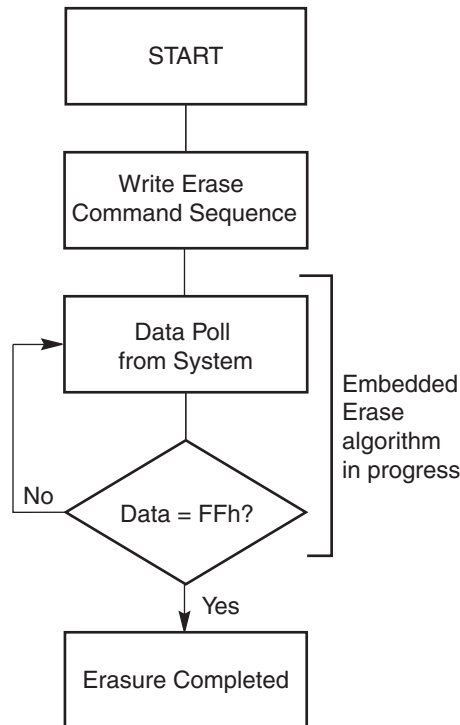 START
Write Erase
Command Sequence
Data Poll
from System
Embedded
Erase
algorithm
in progress
No
Data = FFh?
Yes
Erasure Completed